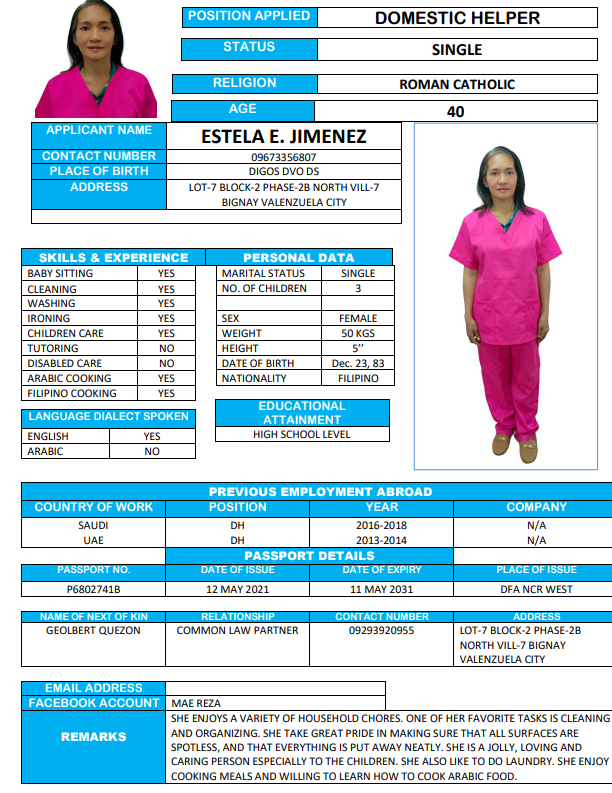 POSITION APPLIED DOMESTIC HELPER
STATUS SINGLE
RELIGION ROMAN CATHOLIC
AGE 40
APPLICANT NAME ESTELA E. JIMENEZ
CONTACT NUMBER 09673356807
PLACE OF BIRTH DIGOS DVO DS
ADDRESS LOT-7 BLOCK-2 PHASE-2B NORTH VILL-7
BIGNAY VALENZUELA CITY
SKILLS & EXPERIENCE
BABY SITTING YES
CLEANING YES
WASHING YES
IRONING YES
CHILDREN CARE YES
TUTORING NO
DISABLED CARE NO
ARABIC COOKING YES
FILIPINO COOKING YES
LANGUAGE DIALECT SPOKEN
ENGLISH YES
ARABIC NO
PERSONAL DATA
MARITAL STATUS SINGLE
NO. OF CHILDREN 3
SEX FEMALE
WEIGHT 50 KGS
HEIGHT 5’’
DATE OF BIRTH Dec. 23, 83
NATIONALITY FILIPINO
EDUCATIONAL
ATTAINMENT
HIGH SCHOOL LEVEL
PREVIOUS EMPLOYMENT ABROAD
COUNTRY OF WORK POSITION YEAR COMPANY
SAUDI DH 2016-2018 N/A
UAE DH 2013-2014 N/A
PASSPORT DETAILS
PASSPORT NO. DATE OF ISSUE DATE OF EXPIRY PLACE OF ISSUE
P6802741B 12 MAY 2021 11 MAY 2031 DFA NCR WEST
NAME OF NEXT OF KIN RELATIONSHIP CONTACT NUMBER ADDRESS
GEOLBERT QUEZON COMMON LAW PARTNER 09293920955 LOT-7 BLOCK-2 PHASE-2B
NORTH VILL-7 BIGNAY
VALENZUELA CITY
EMAIL ADDRESS
FACEBOOK ACCOUNT MAE REZA
REMARKS
SHE ENJOYS A VARIETY OF HOUSEHOLD CHORES. ONE OF HER FAVORITE TASKS IS CLEANING
AND ORGANIZING. SHE TAKE GREAT PRIDE IN MAKING SURE THAT ALL SURFACES ARE
SPOTLESS, AND THAT EVERYTHING IS PUT AWAY NEATLY. SHE IS A JOLLY, LOVING AND
CARING PERSON ESPECIALLY TO THE CHILDREN. SHE ALSO LIKE TO DO LAUNDRY. SHE ENJOY
COOKING MEALS AND WILLING TO LEARN HOW TO COOK ARABIC FOOD.